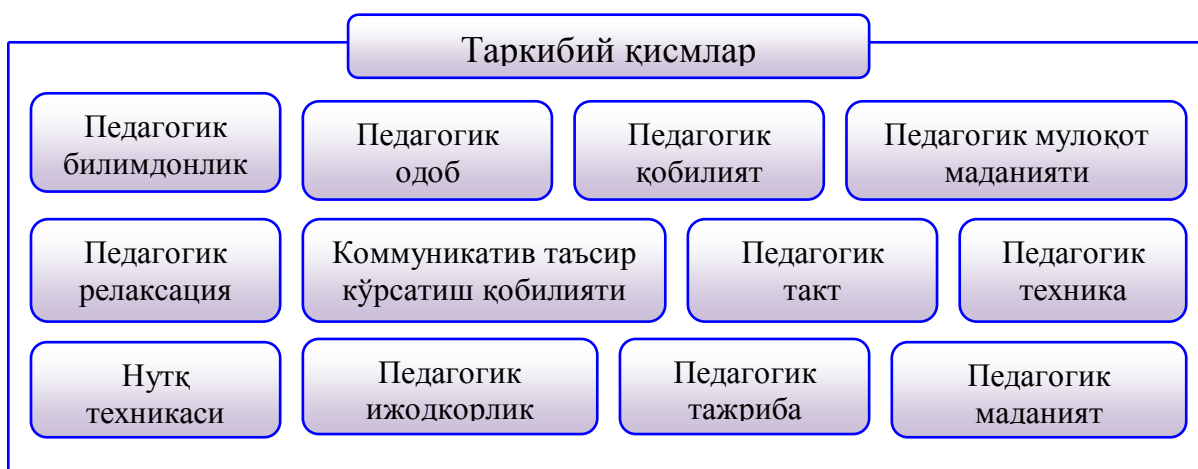 Таркибий қисмлар
Педагогик
билимдонлик
Педагогик
одоб
Педагогик
қобилият
Педагогик мулоқот
маданияти
Педагогик
релаксация
Коммуникатив таъсир
кўрсатиш қобилияти
Педагогик
такт
Педагогик
техника
Нутқ
техникаси
Педагогик
ижодкорлик
Педагогик
тажриба
Педагогик
маданият